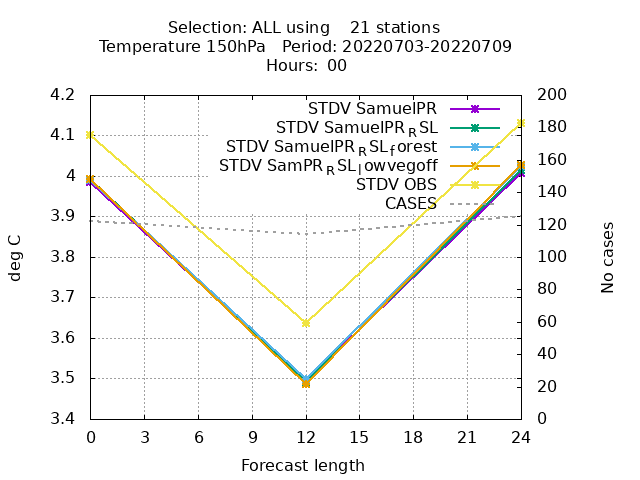 Selection: ALL using 21 stations
Temperature 150hPa Period: 20220703-20220709
Hours: 00
4.2 200
STDV SamuelPR
4.1 180
STDV SamuelPR_RSL
STDV SamuelPR_RSL_forest
4 160
STDV SamPR_RSL_lowvegoff
STDV OBS
CASES
140
3.9 120
3.8 100
3.7 80
3.6 60
40
3.5 20
3.4 0
deg C
No cases
0 3 6 9 12 15 18 21 24
Forecast length